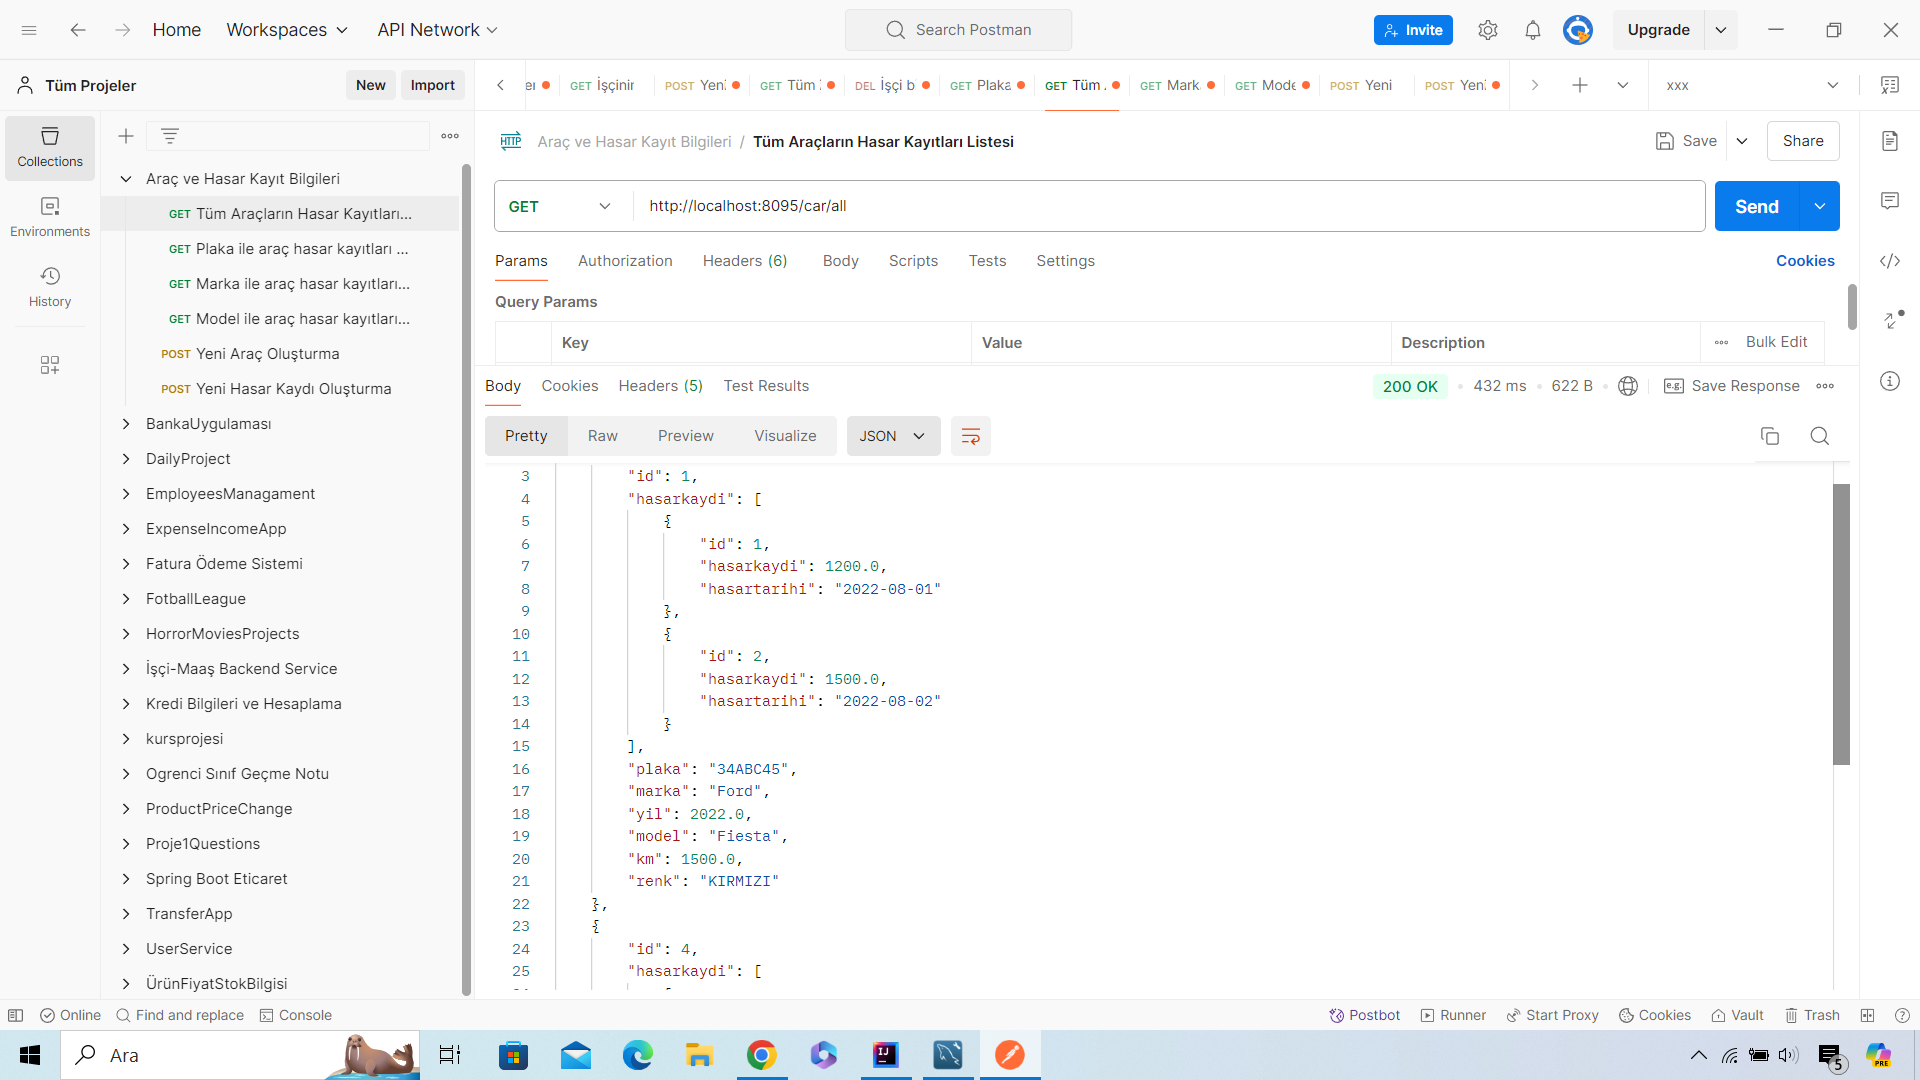 Home Workspaces API Network Search Postman Invite Upgrade
Tüm Projeler New Import
GET İşçinir POST Yeni GET Tüm DEL İşçi b GET Plaka GET Tüm GET Mark GET Mode POST Yeni POST Yeni xxx
Collections
Environments
History
Araç ve Hasar Kayıt Bilgileri
GET Tüm Araçların Hasar Kayıtları...
GET Plaka ile araç hasar kayıtları ...
GET Marka ile araç hasar kayıtları...
GET Model ile araç hasar kayıtları...
POST Yeni Araç Oluşturma
POST Yeni Hasar Kaydı Oluşturma
BankaUygulaması
DailyProject
EmployeesManagament
ExpenseIncomeApp
Fatura Ödeme Sistemi
FotballLeague
HorrorMoviesProjects
İşçi-Maaş Backend Service
Kredi Bilgileri ve Hesaplama
kursprojesi
Ogrenci Sınıf Geçme Notu
ProductPriceChange
Proje1Questions
Spring Boot Eticaret
TransferApp
UserService
ÜrünFiyatStokBilgisi
HTTP Araç ve Hasar Kayıt Bilgileri / Tüm Araçların Hasar Kayıtları Listesi Save Share
GET http://localhost:8095/car/all Send
Params Authorization Headers (6) Body Scripts Tests Settings Cookies
Query Params
Key Value Description Bulk Edit
Body Cookies Headers (5) Test Results 200 OK 432 ms 622 B e.g. Save Response
Pretty Raw Preview Visualize JSON
3 "id": 1,
4 "hasarkaydi": [
5 {
6 "id": 1,
7 "hasarkaydi": 1200.0,
8 "hasartarihi": "2022-08-01"
9 },
10 {
11 "id": 2,
12 "hasarkaydi": 1500.0,
13 "hasartarihi": "2022-08-02"
14 }
15 ],
16 "plaka": "34ABC45",
17 "marka": "Ford",
18 "yil": 2022.0,
19 "model": "Fiesta",
20 "km": 1500.0,
21 "renk": "KIRMIZI"
22 },
23 {
24 "id": 4,
25 "hasarkaydi": [
Online Find and replace Console Postbot Runner Start Proxy Cookies Vault Trash
Ara 5 PRE